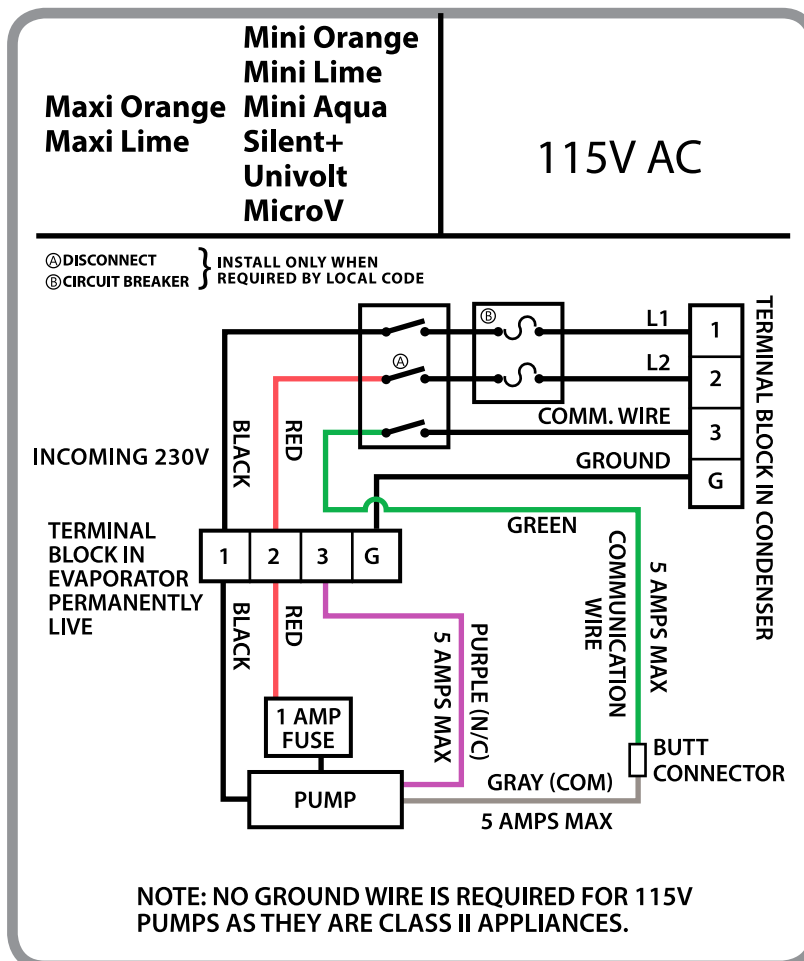 Maxi Orange
Maxi Lime
Mini Orange
Mini Lime
Mini Aqua
Silent+
Univolt
MicroV
115V AC
Ⓐ DISCONNECT
Ⓑ CIRCUIT BREAKER
INSTALL ONLY WHEN
REQUIRED BY LOCAL CODE
Ⓑ
Ⓐ
L1
L2
COMM. WIRE
GROUND
1
2
3
G
TERMINAL BLOCK IN CONDENSER
BLACK
RED
INCOMING 230V
GREEN
TERMINAL
BLOCK IN
EVAPORATOR
PERMANENTLY
LIVE
1 2 3 G
BLACK
RED
PURPLE (N/C)
5 AMPS MAX
COMMUNICATION
WIRE
5 AMPS MAX
1 AMP
FUSE
PUMP
GRAY (COM)
5 AMPS MAX
BUTT
CONNECTOR
NOTE: NO GROUND WIRE IS REQUIRED FOR 115V
PUMPS AS THEY ARE CLASS II APPLIANCES.